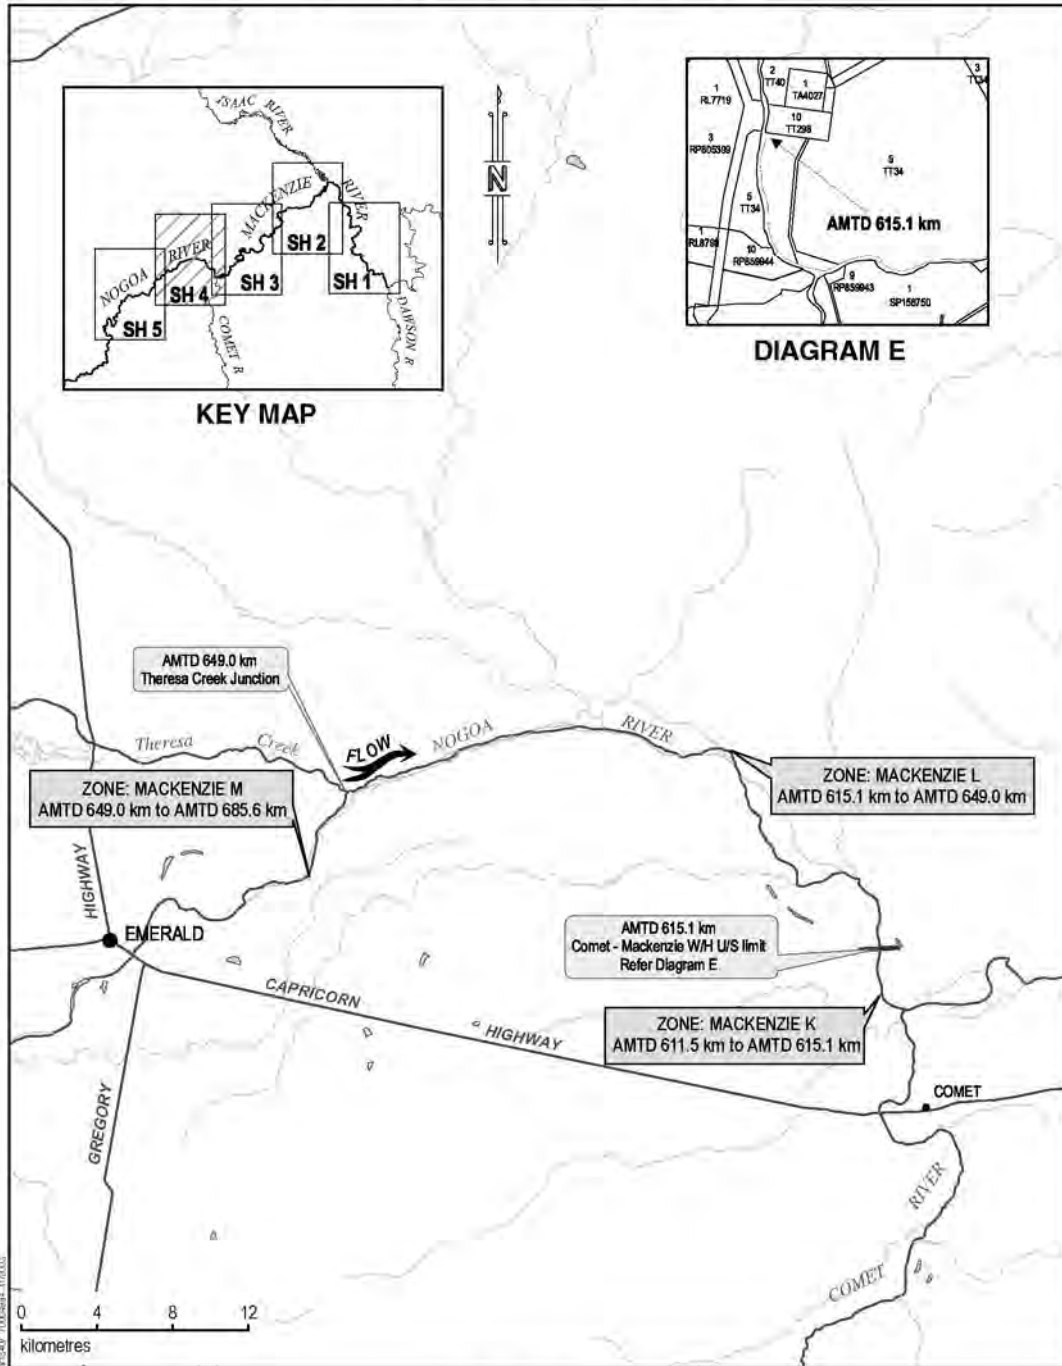 ISAAC RIVER
MACKENZIE RIVER
NOGOA RIVER
SH 2
SH 3
SH 1
SH 4
SH 5
COMET R
DAWSON R
KEY MAP
N
2
TT40
3
TT34
1
RL7719
1
TA4027
10
TT298
3
RP805399
5
TT34
AMTD 615.1 km
1
10
RP859944
9
RP859943
1
SP156750
DIAGRAM E
AMTD 649.0 km
Theresa Creek Junction
Theresa Creek
FLOW
NOGOA RIVER
ZONE: MACKENZIE M
AMTD 649.0 km to AMTD 685.6 km
ZONE: MACKENZIE L
AMTD 615.1 km to AMTD 649.0 km
HIGHWAY
EMERALD
AMTD 615.1 km
Comet - Mackenzie W/H U/S limit
Refer Diagram E
CAPRICORN HIGHWAY
ZONE: MACKENZIE K
AMTD 611.5 km to AMTD 615.1 km
COMET
GREGORY
COMET RIVER
0 4 8 12
kilometres